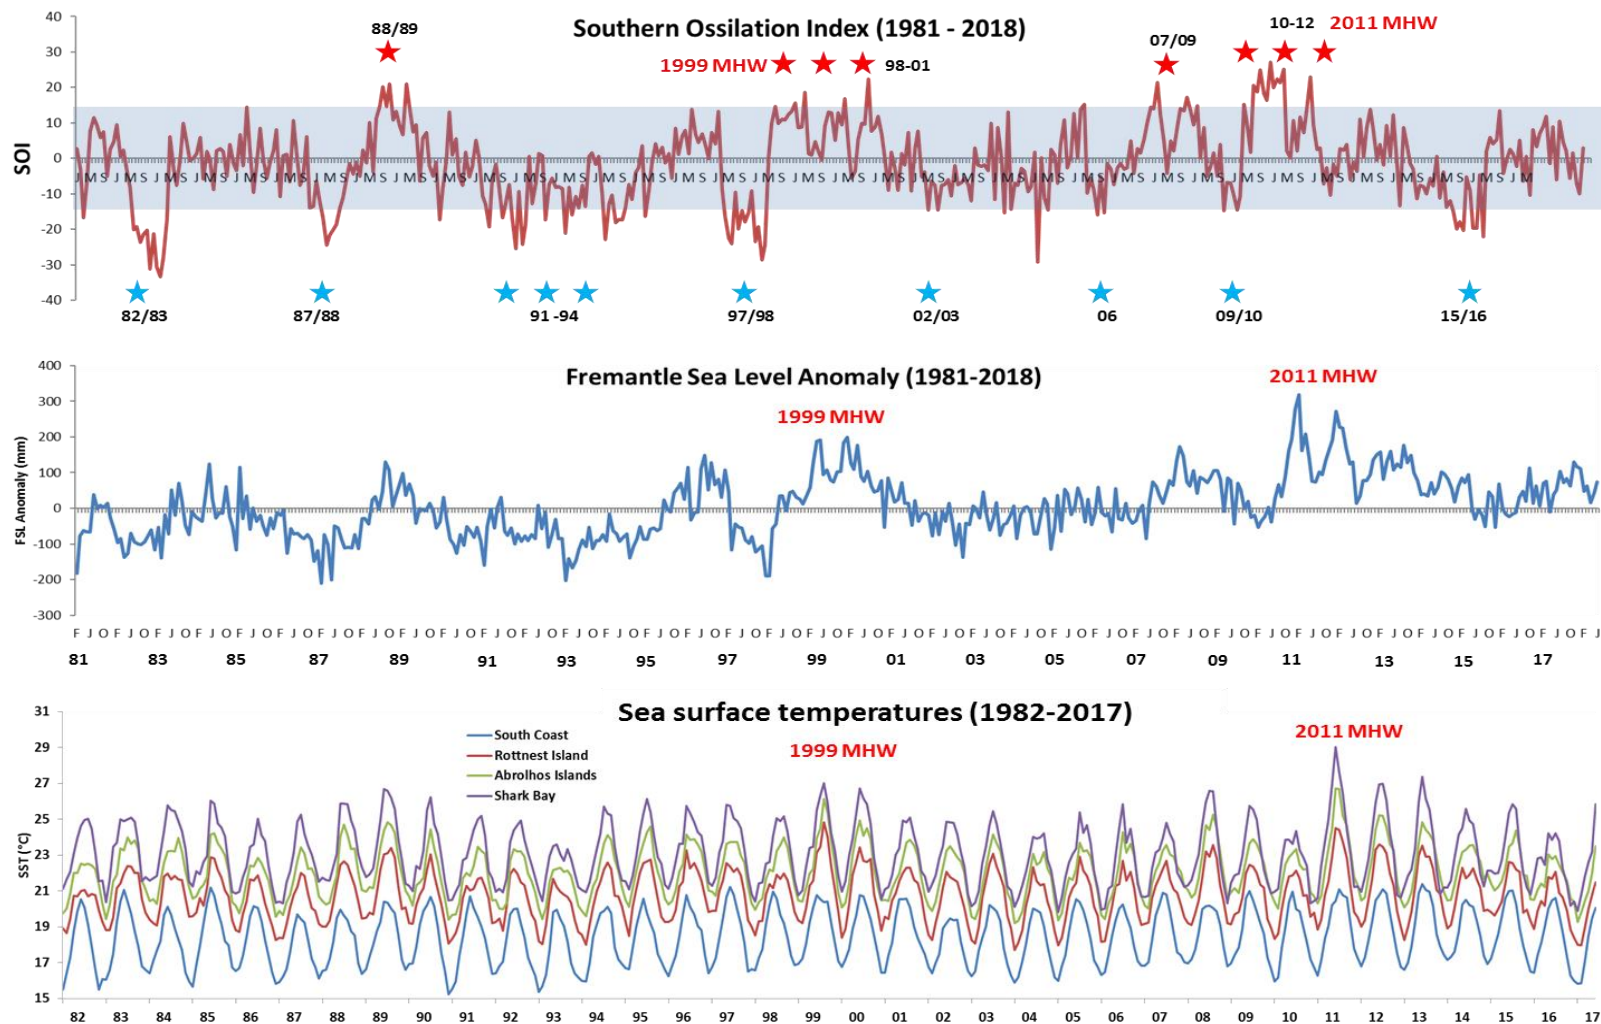 Southern Ossilation Index (1981 - 2018)
88/89
1999 MHW
98-01
07/09
10-12
2011 MHW
SOI
40
30
20
10
0
-10
-20
-30
-40
82/83
87/88
91 -94
97/98
02/03
06
09/10
15/16
Fremantle Sea Level Anomaly (1981-2018)
1999 MHW
2011 MHW
FSL Anomaly (mm)
400
300
200
100
0
-100
-200
-300
F J O F J O F J O F J O F J O F J O F J O F J O F J O F J O F J O F J O F J O F J O F J O F J O F J O F J O F J O F J O F J O F J O F J O F J O F J O F J O F J O F J O F J O F J O F J O F J O F J O F J O F J O F J O F J O F J
81 83 85 87 89 91 93 95 97 99 01 03 05 07 09 11 13 15 17
Sea surface temperatures (1982-2017)
1999 MHW
2011 MHW
South Coast
Rottnest Island
Abrolhos Islands
Shark Bay
SST (°C)
31
29
27
25
23
21
19
17
15
82 83 84 85 86 87 88 89 90 91 92 93 94 95 96 97 98 99 00 01 02 03 04 05 06 07 08 09 10 11 12 13 14 15 16 17